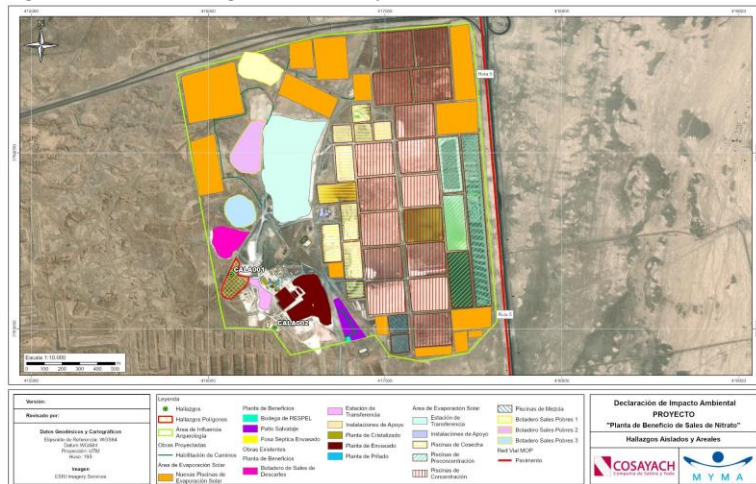 Ruta 5
CALA001
CALA002
Ruta 5
Escala 1:10.000
Versión:
Revisado por:
Datos Geodésicos y Cartográficos
Elipsoide de Referencia: WGS84
Datum WGS84
Proyección: UTM
Huso: 19S
Imagen
ESRI Imagery Services
Leyenda
Hallazgos
Hallazgos Polígonos
Área de Influencia
Arqueología
Obras Proyectadas
Habilitación de Caminos
Área de Evaporación Solar
Nuevas Piscinas de
Evaporación Solar
Planta de Beneficios
Bodega de RESPEL
Patio Salvataje
Fosa Séptica Envasado
Obras Existentes
Planta de Beneficios
Botadero de Sales de
Descartes
Estación de
Transferencia
Instalaciones de Apoyo
Planta de Cristalizado
Planta de Envasado
Planta de Prilado
Área de Evaporación Solar
Estación de
Transferencia
Instalaciones de Apoyo
Piscinas de Cosecha
Piscinas de
Preconcentración
Piscinas de
Concentración
Piscinas de Mezcla
Botadero Sales Pobres 1
Botadero Sales Pobres 2
Botadero Sales Pobres 3
Red Vial MOP
Pavimento
Declaración de Impacto Ambiental
PROYECTO
"Planta de Beneficio de Sales de Nitrato"
Hallazgos Aislados y Areales
COSAYACH
Compañía de Salitre y Yodo
MYMA